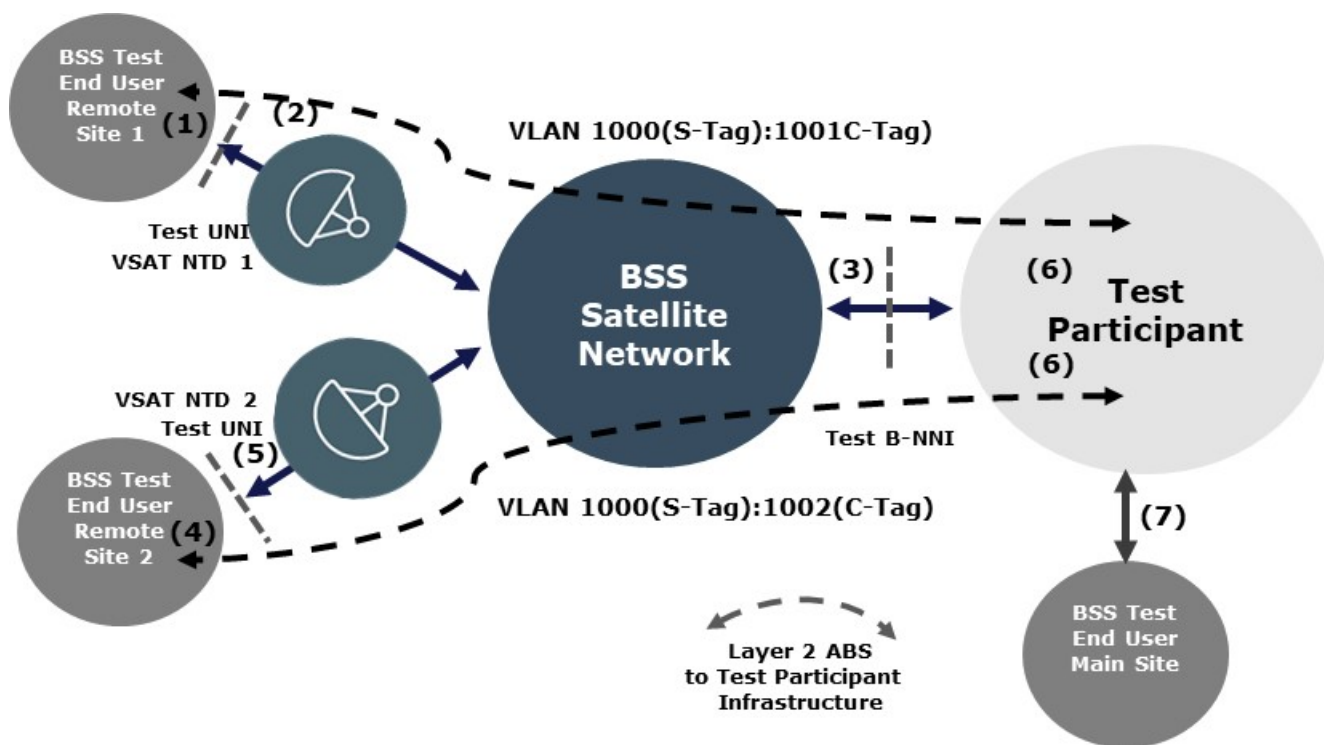 BSS Test
End User
Remote
Site 1
(1)
(2)
VLAN 1000(S-Tag):1001C-Tag)
Test UNI
VSAT NTD 1
BSS
Satellite
Network
(3)
(6)
Test
Participant
(6)
VSAT NTD 2
Test UNI
(5)
Test B-NNI
BSS Test
End User
Remote
Site 2
(4)
VLAN 1000(S-Tag):1002(C-Tag)
(7)
BSS Test
End User
Main Site
Layer 2 ABS
to Test Participant
Infrastructure